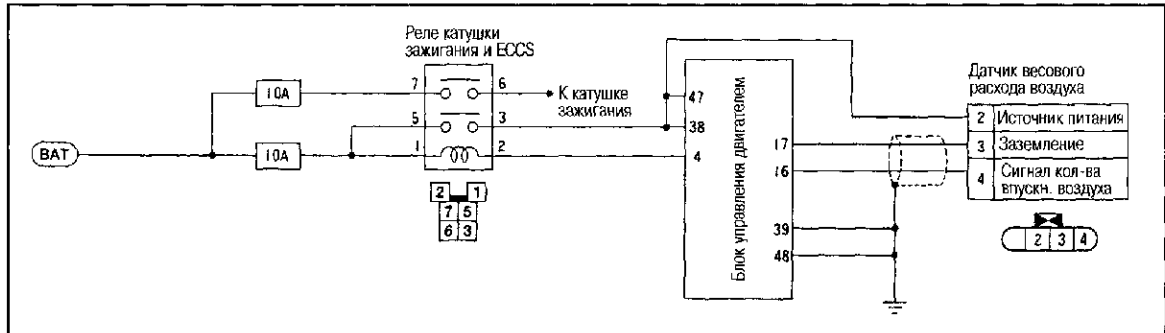 Реле катушки
зажигания и ECCS
7
6
10А
К катушке
зажигания
5
3
BAT
10А
1
2
2 1
7 5
6 3
47
38
4
Блок управления двигателем
17
16
39
48
Датчик весового
расхода воздуха
2 Источник питания
3 Заземление
4 Сигнал кол-ва
впускн. воздуха
2 3 4